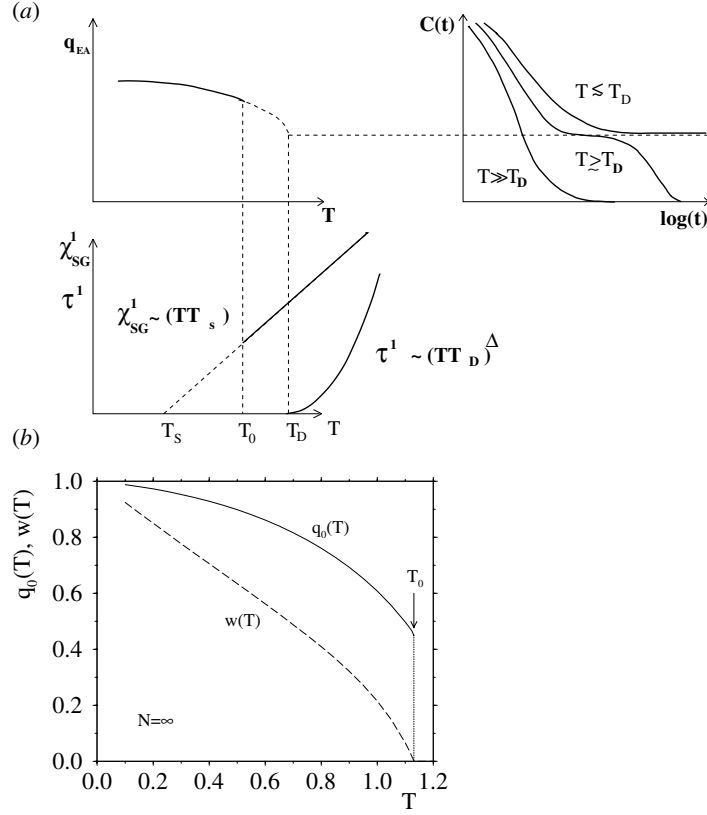 (a)
q_EA
T
C(t)
T ≲ T_D
T ≳ T_D
T ≫ T_D
log(t)
χ_SG^1
τ^1
χ_SG^1 ~ (TT_s)
τ^1 ~ (TT_D)^Δ
T_S T_0 T_D T
(b)
q_0(T), w(T)
1.0
0.8
0.6
0.4
0.2
0.0
q_0(T)
T_0
w(T)
N=∞
0.0 0.2 0.4 0.6 0.8 1.0 1.2
T